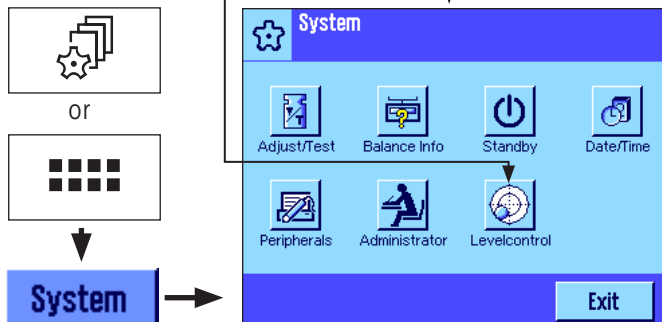 or
System
System
Adjust/Test Balance Info Standby Date/Time
Peripherals Administrator Levelcontrol
Exit